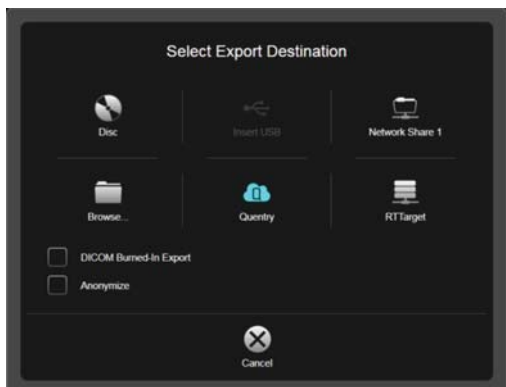 Select Export Destination
Disc
Insert USB
Network Share 1
Browse...
Quentry
RTTarget
DICOM Burned-In Export
Anonymize
Cancel